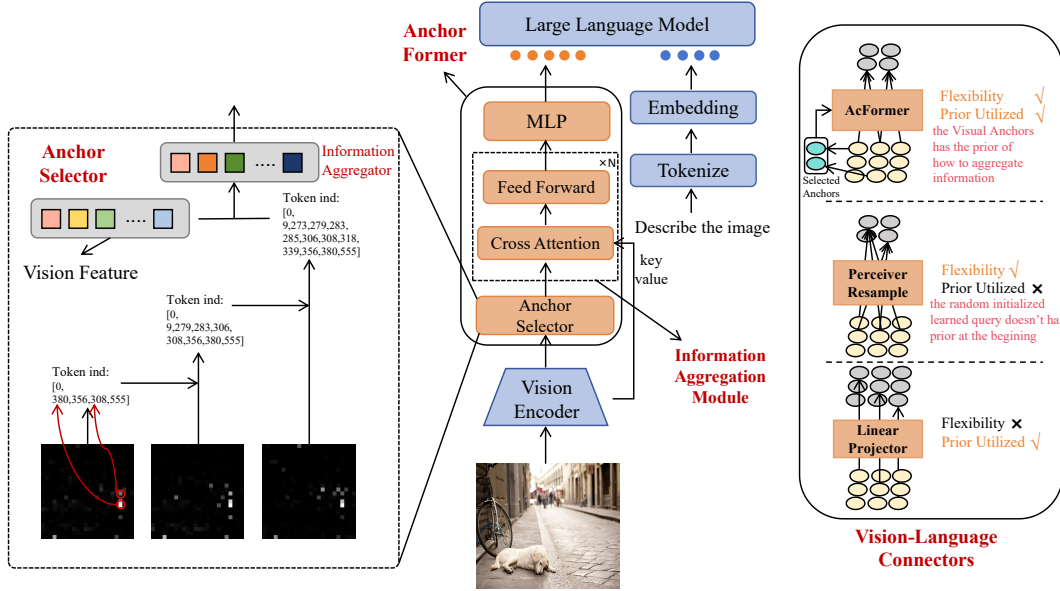 Anchor
Selector
Information
Aggregator
Vision Feature
Token ind:
[0,
9,273,279,283,
285,306,308,318,
339,356,380,555]
Token ind:
[0,
9,279,283,306,
308,356,380,555]
Token ind:
[0,
380,356,308,555]
Anchor
Former
Large Language Model
MLP
×N
Feed Forward
Cross Attention
Anchor
Selector
Vision
Encoder
key
value
Embedding
Tokenize
Describe the image
Information
Aggregation
Module
AcFormer
Selected
Anchors
Flexibility √
Prior Utilized √
the Visual Anchors
has the prior of
how to aggregate
information
Perceiver
Resample
Flexibility √
Prior Utilized ×
the random initialized
learned query doesn't ha
prior at the begining
Linear
Projector
Flexibility ×
Prior Utilized √
Vision-Language
Connectors